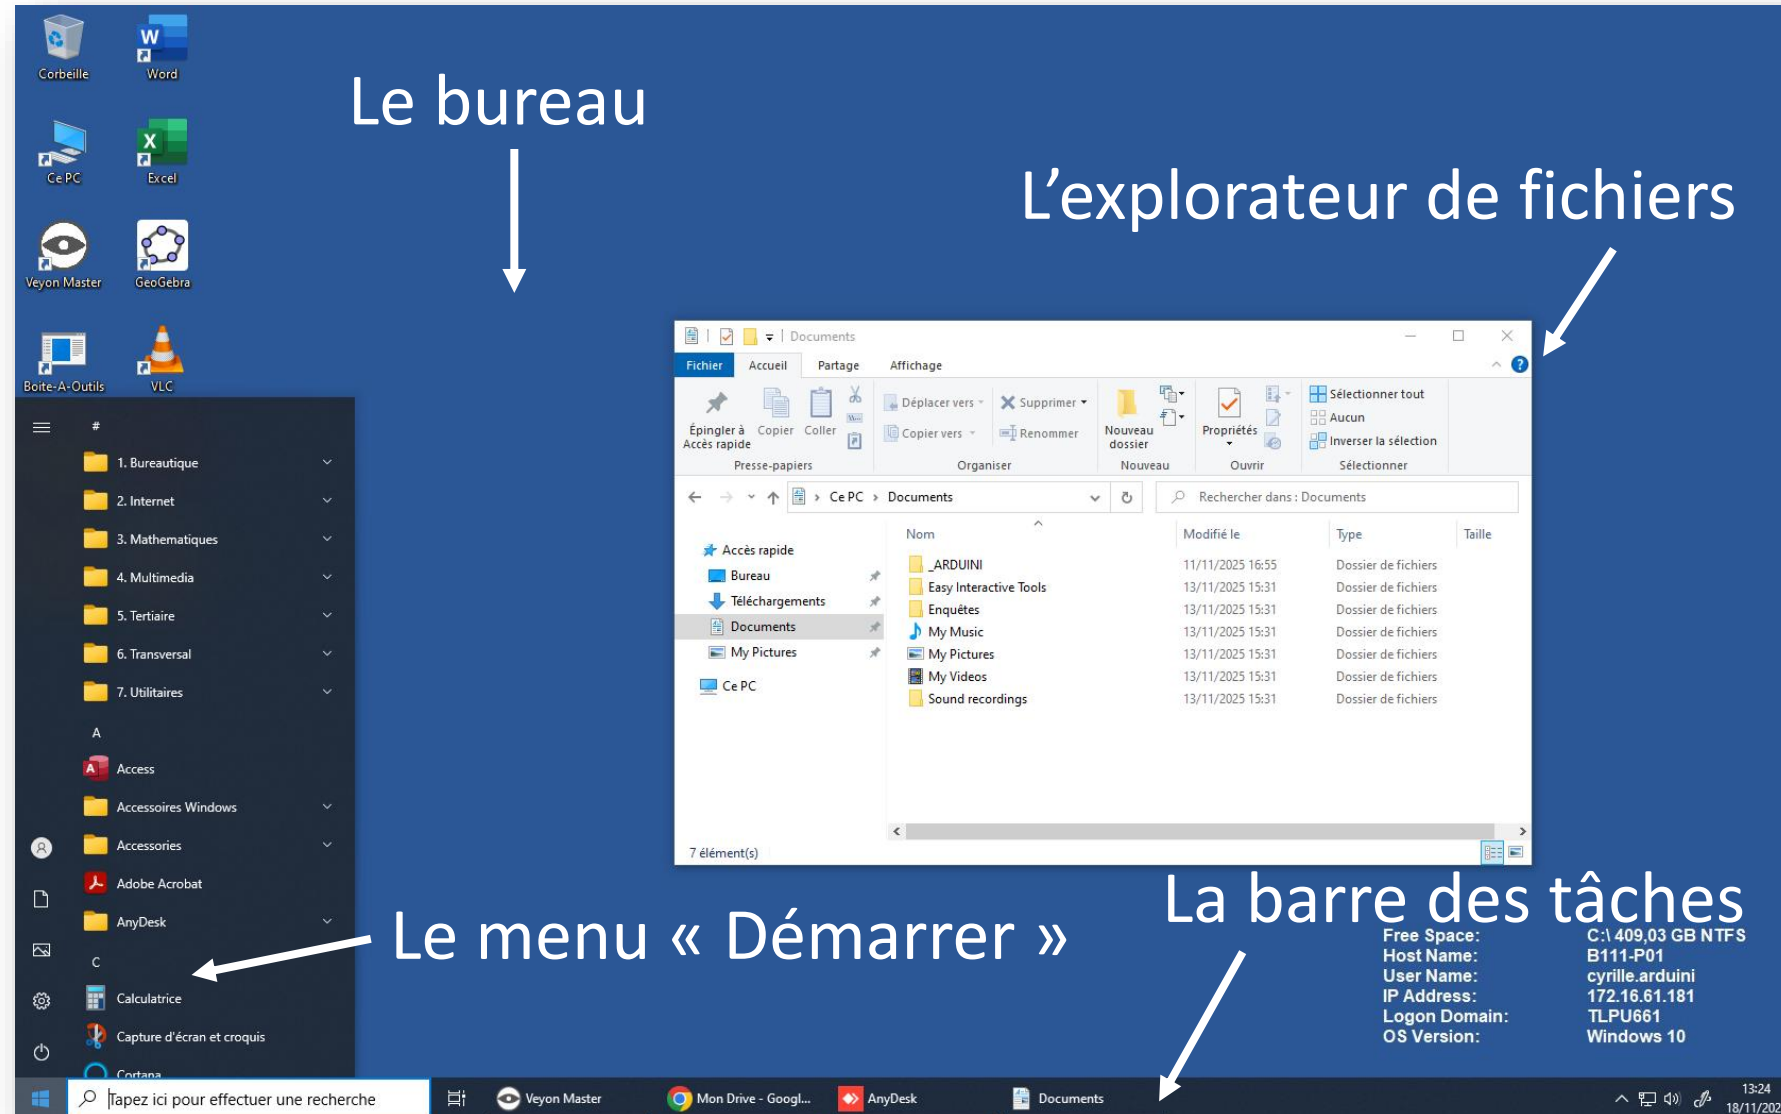 Corbeille
Word
Ce PC
Excel
Veyon Master
GeoGebra
Boite-A-Outils
VLC
Le bureau
L’explorateur de fichiers
Documents
Fichier Accueil Partage Affichage
Épingler à Accès rapide
Copier
Coller
Presse-papiers
Déplacer vers
Copier vers
Supprimer
Renommer
Organiser
Nouveau dossier
Nouveau
Propriétés
Ouvrir
Sélectionner tout
Aucun
Inverser la sélection
Sélectionner
Ce PC › Documents
Rechercher dans : Documents
Accès rapide
Bureau
Téléchargements
Documents
My Pictures
Ce PC
Nom Modifié le Type Taille
_ARDUINI 11/11/2025 16:55 Dossier de fichiers
Easy Interactive Tools 13/11/2025 15:31 Dossier de fichiers
Enquêtes 13/11/2025 15:31 Dossier de fichiers
My Music 13/11/2025 15:31 Dossier de fichiers
My Pictures 13/11/2025 15:31 Dossier de fichiers
My Videos 13/11/2025 15:31 Dossier de fichiers
Sound recordings 13/11/2025 15:31 Dossier de fichiers
7 élément(s)
#
1. Bureautique
2. Internet
3. Mathematiques
4. Multimedia
5. Tertiaire
6. Transversal
7. Utilitaires
A
Access
Accessoires Windows
Accessories
Adobe Acrobat
AnyDesk
C
Calculatrice
Capture d'écran et croquis
Cortana
Le menu « Démarrer »
La barre des tâches
Free Space: C:\ 409,03 GB NTFS
Host Name: B111-P01
User Name: cyrille.arduini
IP Address: 172.16.61.181
Logon Domain: TLPU661
OS Version: Windows 10
Tapez ici pour effectuer une recherche
Veyon Master
Mon Drive - Googl...
AnyDesk
Documents
13:24
18/11/202